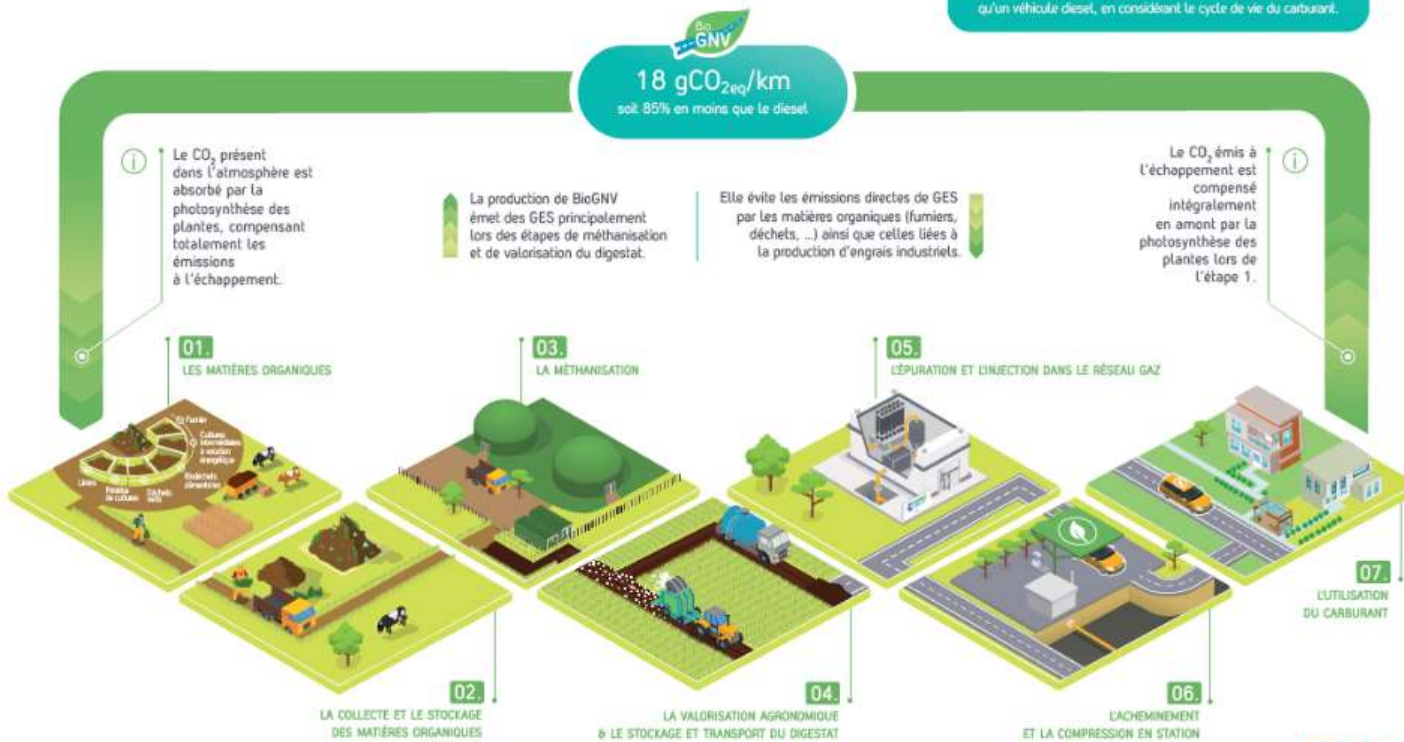 qu'un véhicule diesel, en considérant le cycle de vie du carburant.
Bio
GNV
18 gCO2eq/km
soit 85% en moins que le diesel
Le CO2 présent
dans l'atmosphère est
absorbé par la
photosynthèse des
plantes, compensant
totalement les
émissions
à l'échappement.
La production de BioGNV
émet des GES principalement
lors des étapes de méthanisation
et de valorisation du digestat.
Elle évite les émissions directes de GES
par les matières organiques (fumiers,
déchets, ...) ainsi que celles liées à
la production d'engrais industriels.
Le CO2 émis à
l'échappement est
compensé
intégralement
en amont par la
photosynthèse des
plantes lors de
l'étape 1.
01.
LES MATIÈRES ORGANIQUES
03.
LA MÉTHANISATION
05.
L'ÉPURATION ET L'INJECTION DANS LE RÉSEAU GAZ
Fumier
Cultures
intermédiaires
à vocation
énergétique
Biodéchets
alimentaires
Déchets
verts
Résidus
de cultures
Lisiers
07.
L'UTILISATION
DU CARBURANT
02.
LA COLLECTE ET LE STOCKAGE
DES MATIÈRES ORGANIQUES
04.
LA VALORISATION AGRONOMIQUE
& LE STOCKAGE ET TRANSPORT DU DIGESTAT
06.
L'ACHEMINEMENT
ET LA COMPRESSION EN STATION